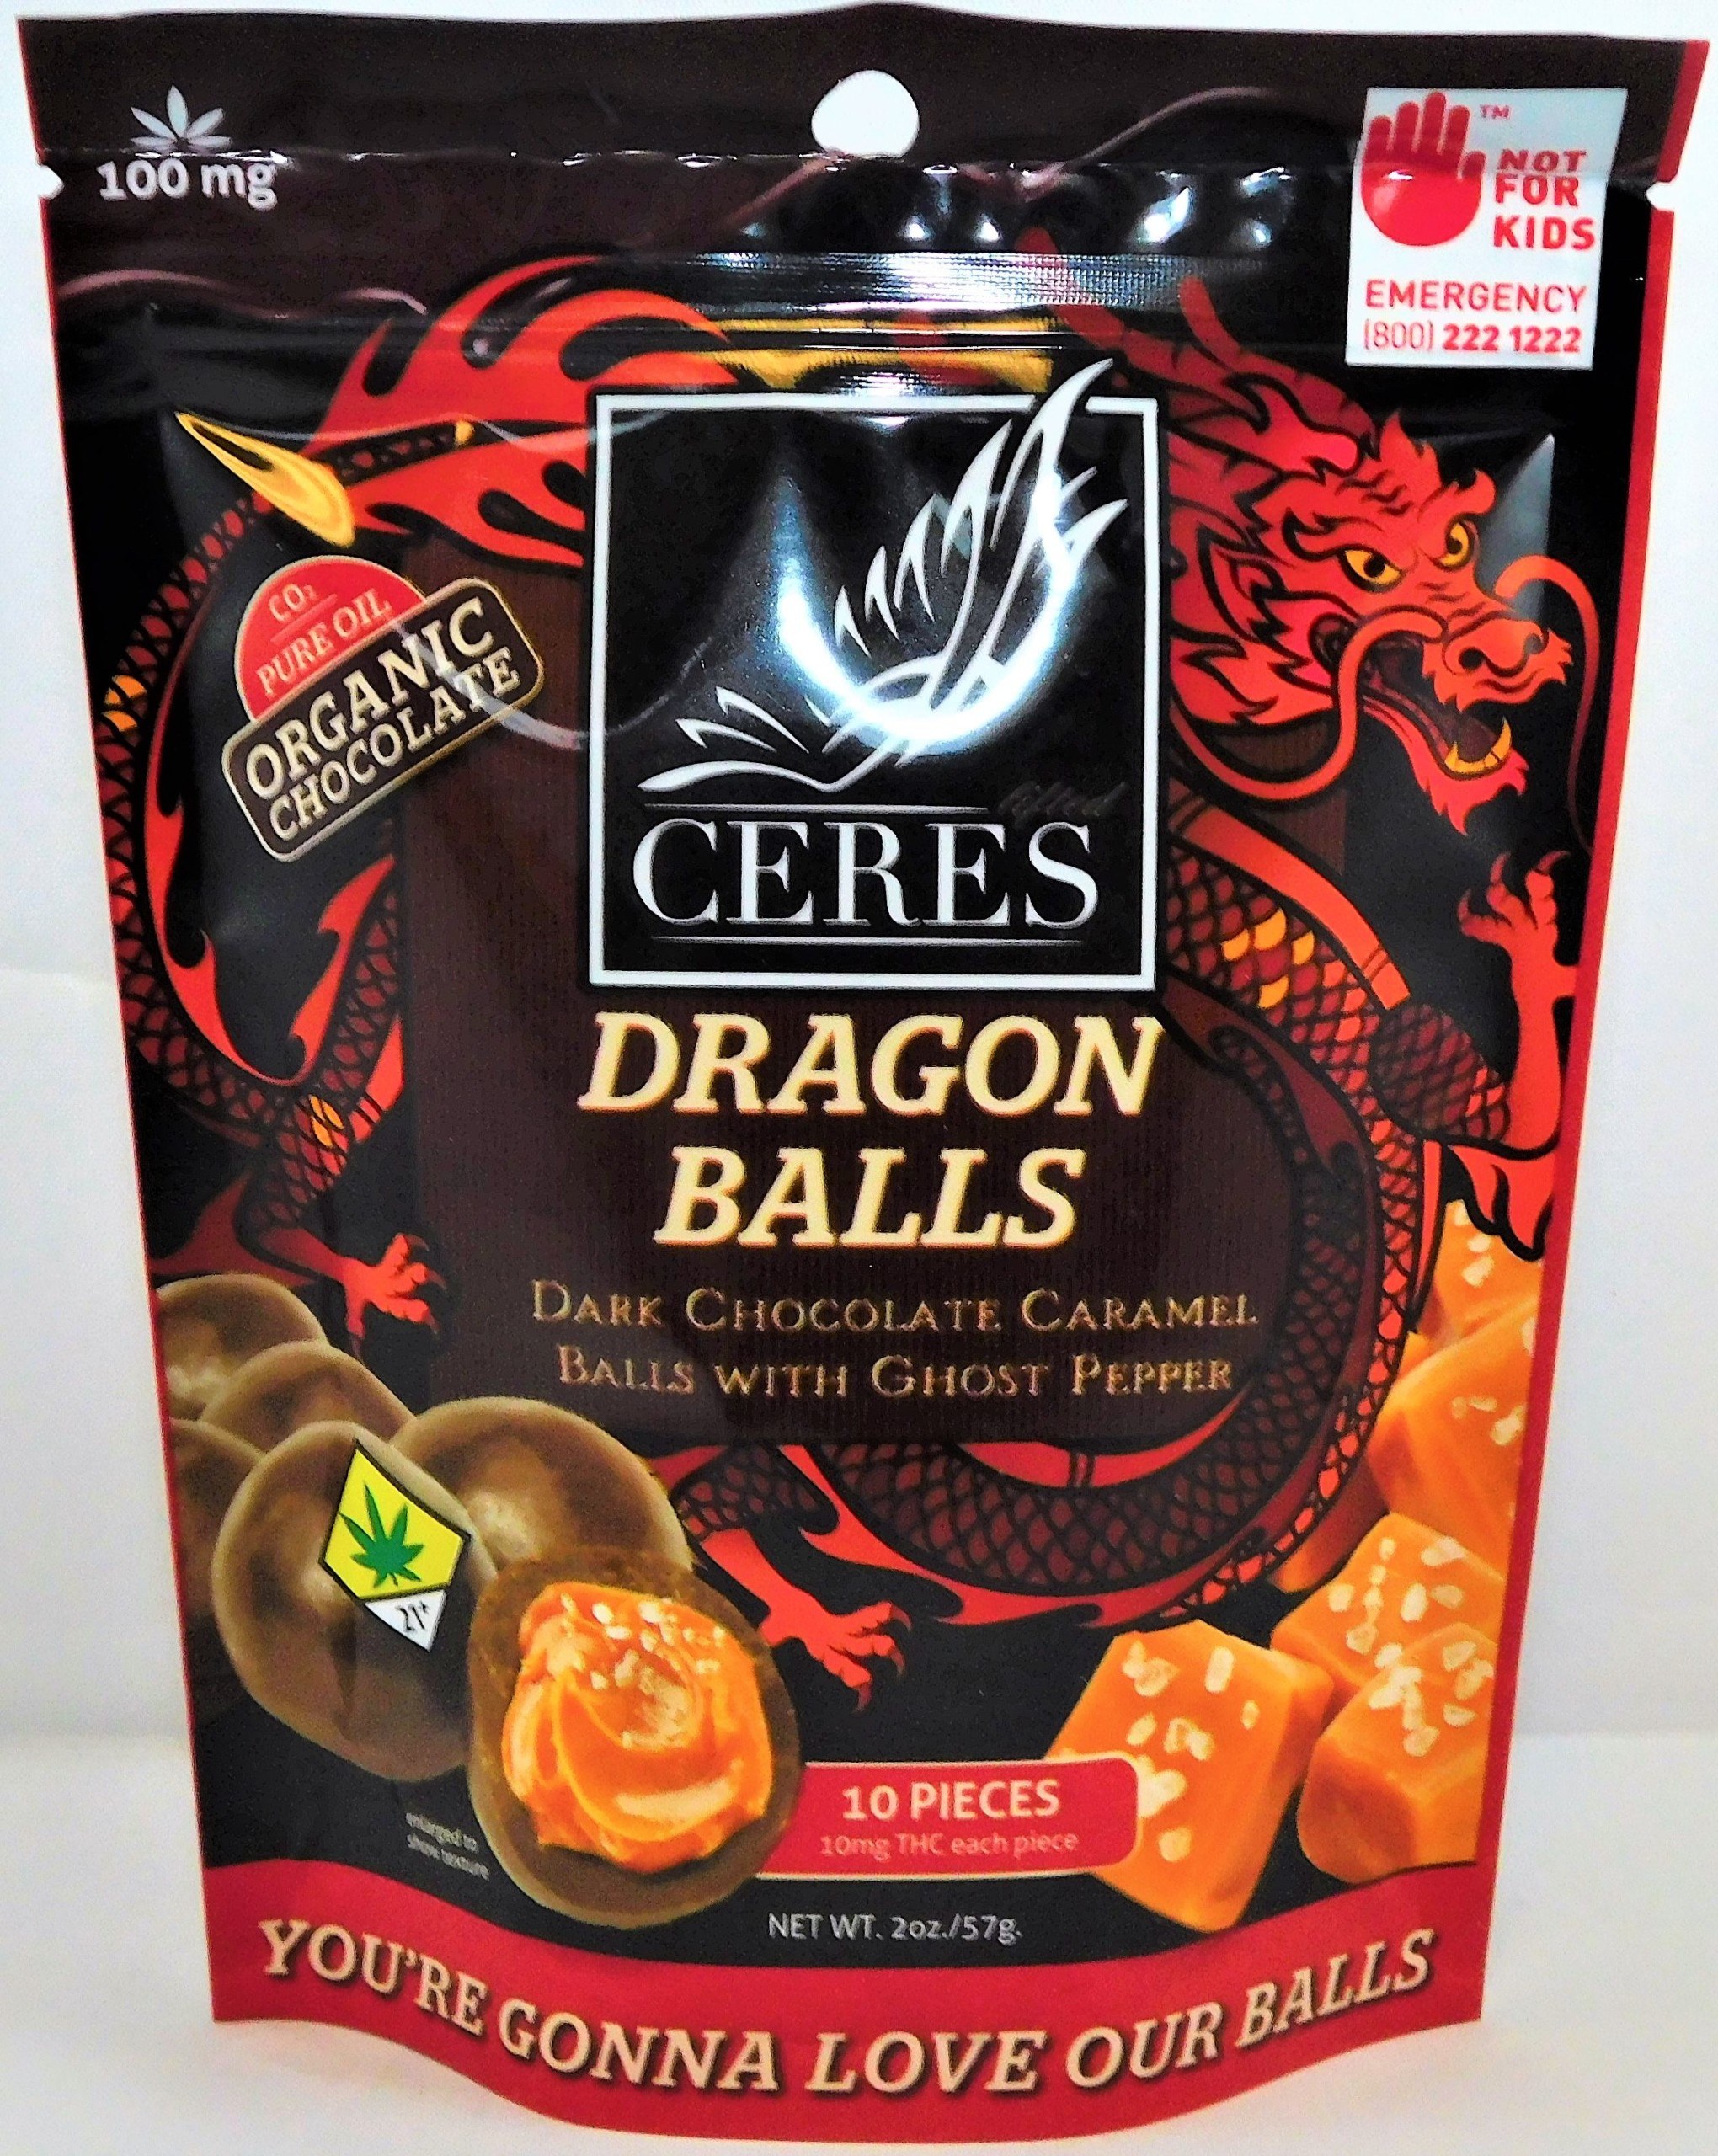 100 mg
TM
NOT
FOR
KIDS
EMERGENCY
(800) 222 1222
CO₂
PURE OIL
ORGANIC
CHOCOLATE
CERES
DRAGON
BALLS
DARK CHOCOLATE CARAMEL
BALLS WITH GHOST PEPPER
21+
10 PIECES
10mg THC each piece
enlarged to
show texture
NET WT. 2oz./57g.
YOU'RE GONNA LOVE OUR BALLS